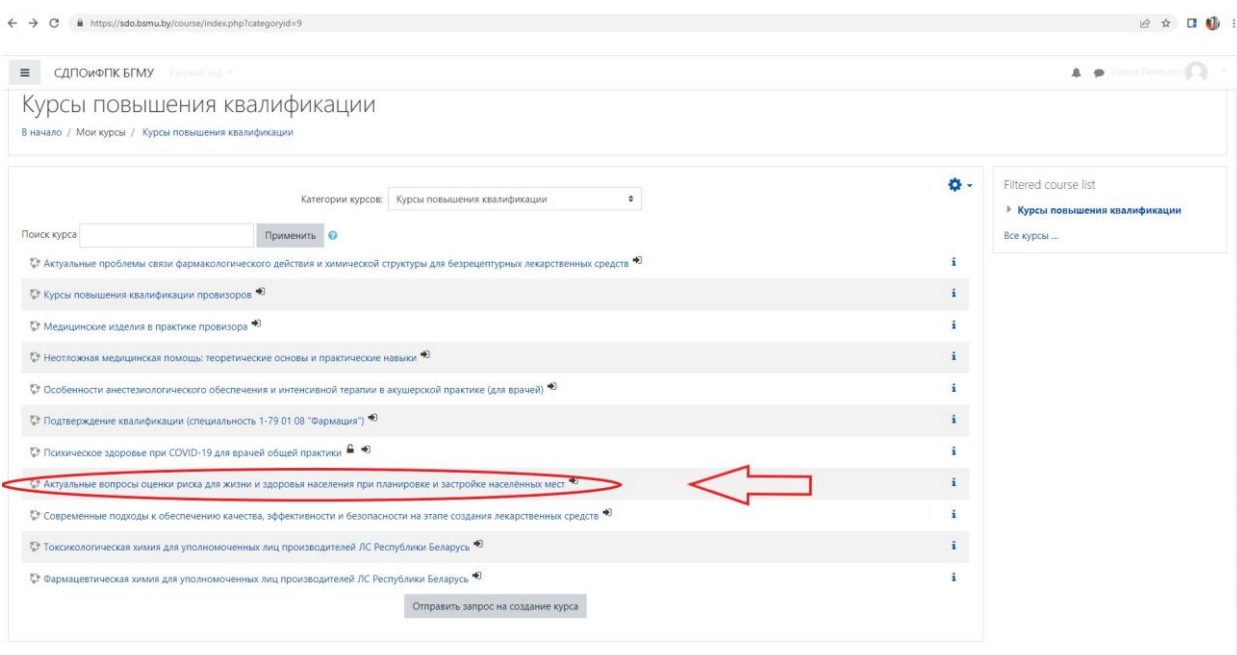 https://sdo.bsmu.by/course/index.php?categoryid=9
СДПОиФПК БГМУ Русский (ru)
Курсы повышения квалификации
В начало / Мои курсы / Курсы повышения квалификации
Категории курсов: Курсы повышения квалификации
Поиск курса Применить
Актуальные проблемы связи фармакологического действия и химической структуры для безрецептурных лекарственных средств
Курсы повышения квалификации провизоров
Медицинские изделия в практике провизора
Неотложная медицинская помощь: теоретические основы и практические навыки
Особенности анестезиологического обеспечения и интенсивной терапии в акушерской практике (для врачей)
Подтверждение квалификации (специальность 1-79 01 08 "Фармация")
Психическое здоровье при COVID-19 для врачей общей практики
Актуальные вопросы оценки риска для жизни и здоровья населения при планировке и застройке населённых мест
Современные подходы к обеспечению качества, эффективности и безопасности на этапе создания лекарственных средств
Токсикологическая химия для уполномоченных лиц производителей ЛС Республики Беларусь
Фармацевтическая химия для уполномоченных лиц производителей ЛС Республики Беларусь
Отправить запрос на создание курса
Filtered course list
Курсы повышения квалификации
Все курсы ...